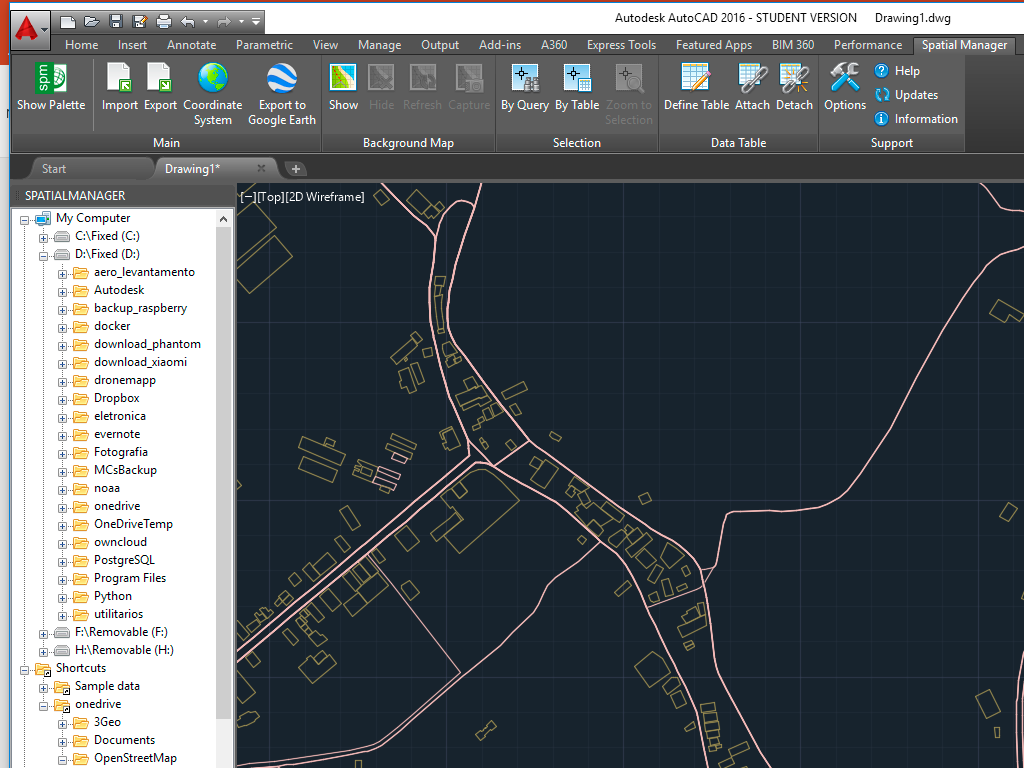 Autodesk AutoCAD 2016 - STUDENT VERSION Drawing1.dwg
Home Insert Annotate Parametric View Manage Output Add-ins A360 Express Tools Featured Apps BIM 360 Performance Spatial Manager
spm
Show Palette
Import
Export
Coordinate
System
Export to
Google Earth
Main
Show
Hide
Refresh
Capture
Background Map
By Query
By Table
Zoom to
Selection
Selection
Define Table
Attach
Detach
Data Table
Options
Help
Updates
Information
Support
Start
Drawing1*
SPATIALMANAGER
[−][Top][2D Wireframe]
My Computer
C:\Fixed (C:)
D:\Fixed (D:)
aero_levantamento
Autodesk
backup_raspberry
docker
download_phantom
download_xiaomi
dronemapp
Dropbox
eletronica
evernote
Fotografia
MCsBackup
noaa
onedrive
OneDriveTemp
owncloud
PostgreSQL
Program Files
Python
utilitarios
F:\Removable (F:)
H:\Removable (H:)
Shortcuts
Sample data
onedrive
3Geo
Documents
OpenStreetMap